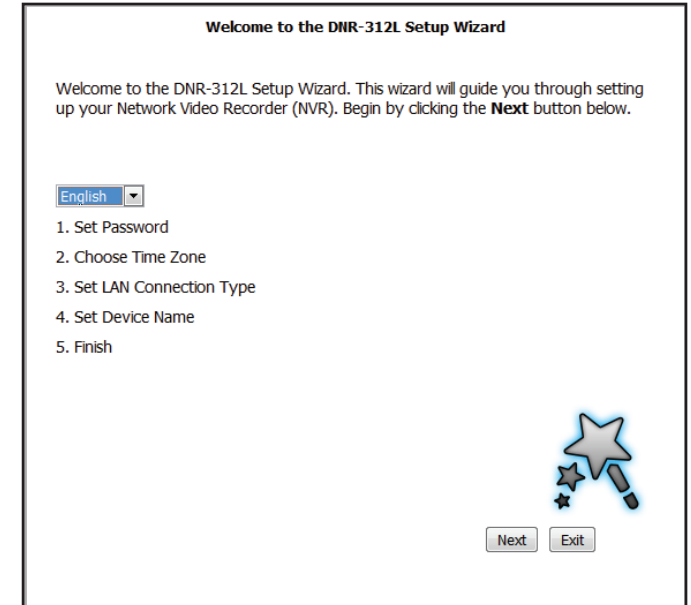 Welcome to the DNR-312L Setup Wizard
Welcome to the DNR-312L Setup Wizard. This wizard will guide you through setting
up your Network Video Recorder (NVR). Begin by clicking the Next button below.
English
1. Set Password
2. Choose Time Zone
3. Set LAN Connection Type
4. Set Device Name
5. Finish
Next Exit